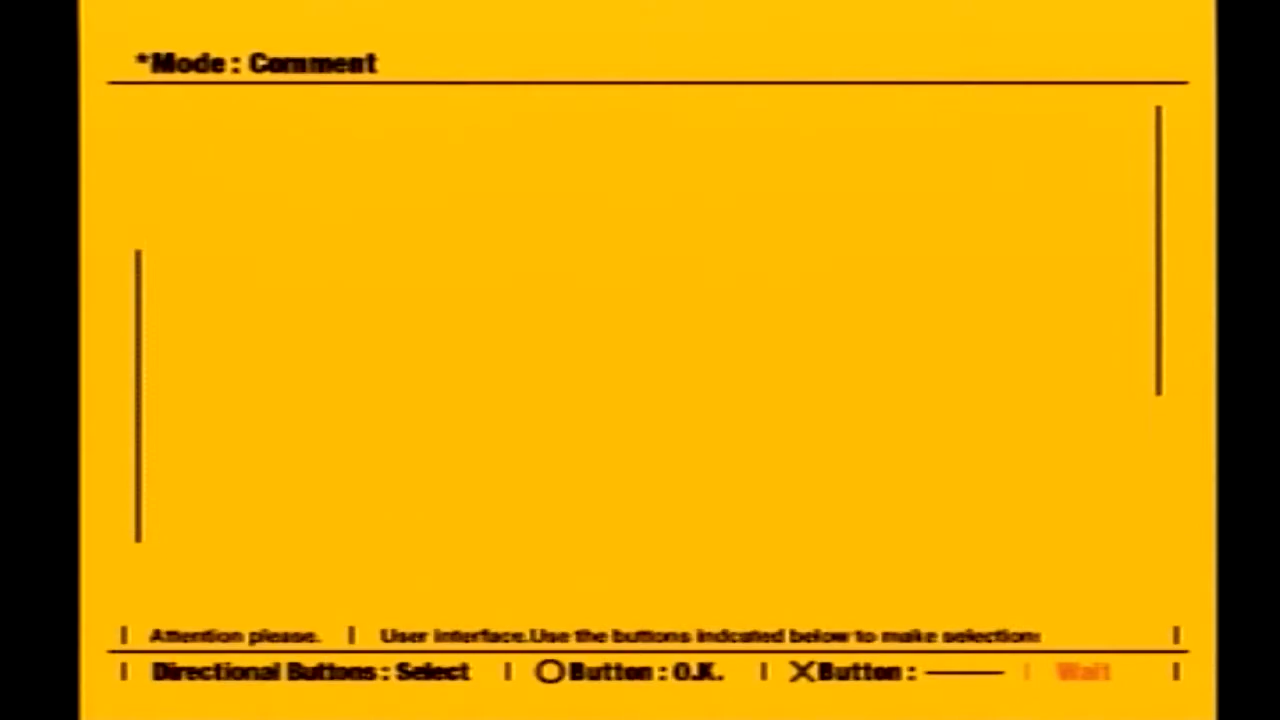 *Mode : Comment
Attention please. | User interface.Use the buttons indcated below to make selection:
Directional Buttons : Select | ○Button : O.K. | ×Button : —— | Wait